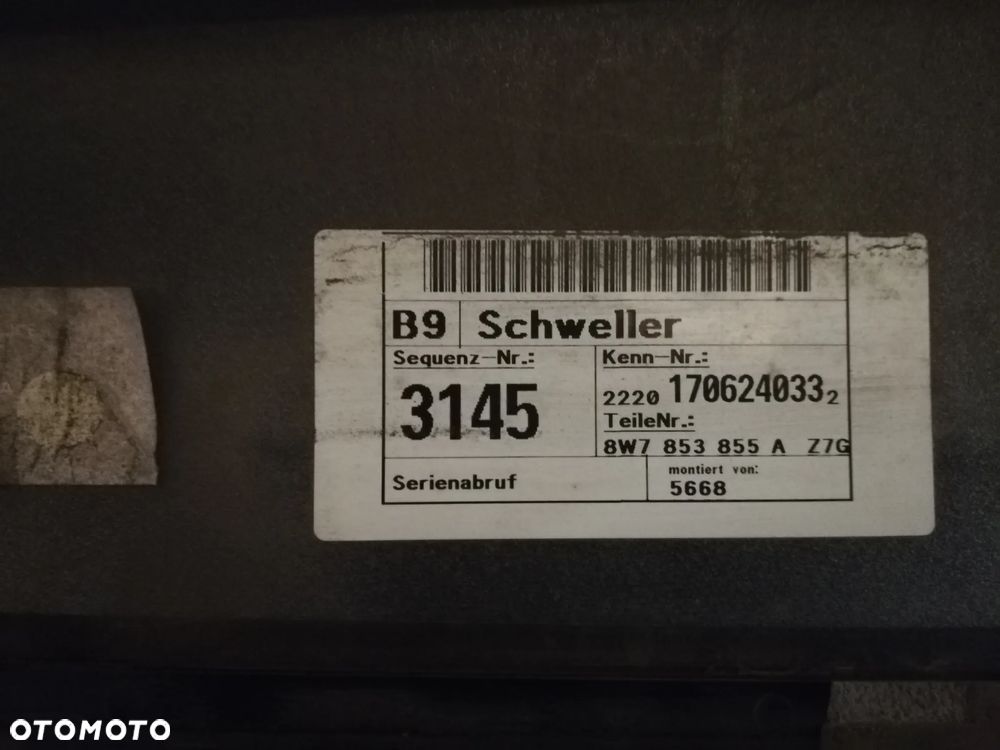 B9 Schweller
Sequenz-Nr.: Kenn-Nr.:
3145 2220 170624033 2
TeileNr.:
8W7 853 855 A Z7G
Serienabruf montiert von:
5668
OTOMOTO